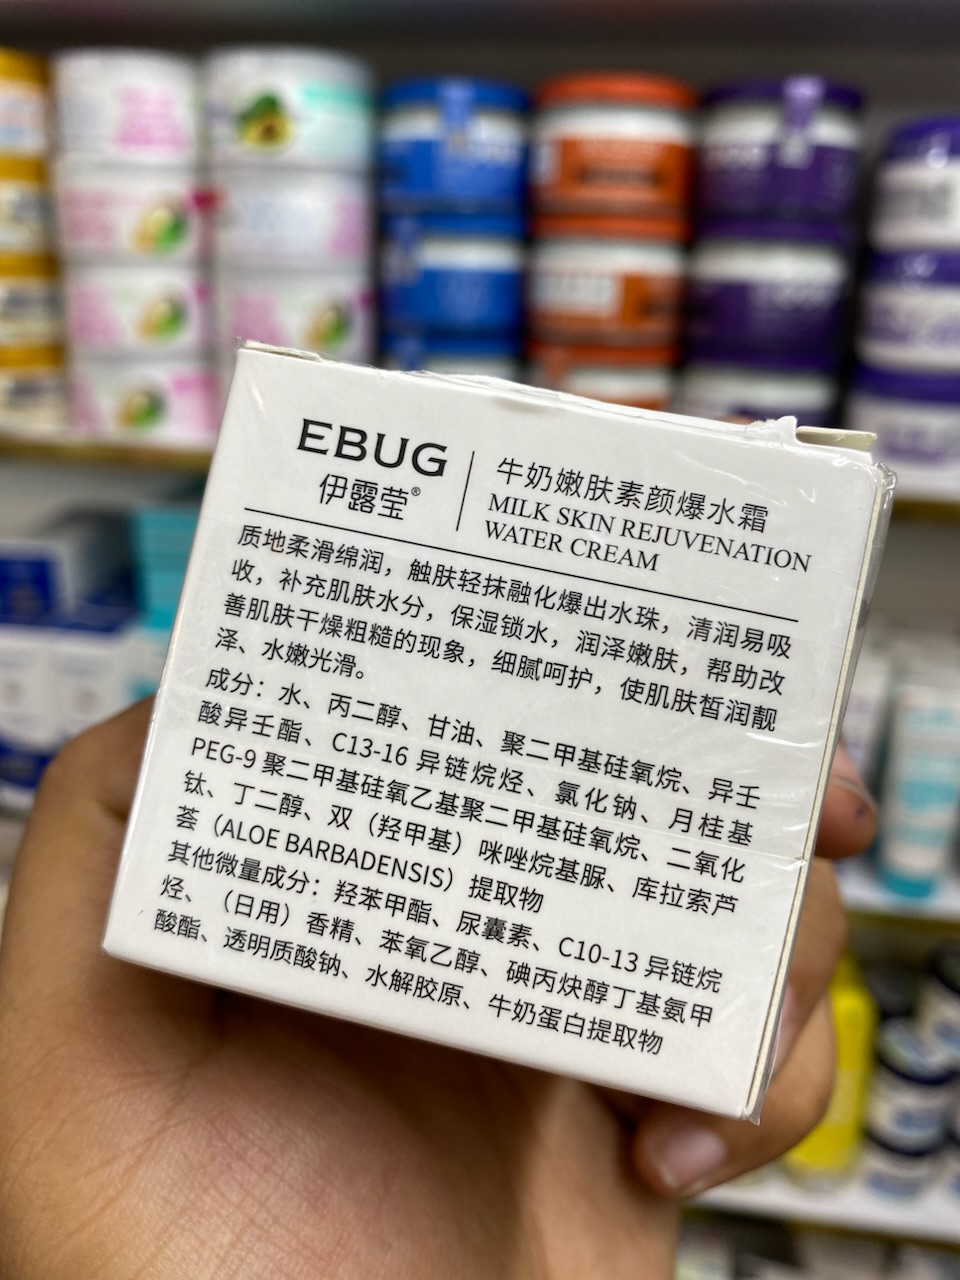 EBUG
伊露莹®
牛奶嫩肤素颜爆水霜
MILK SKIN REJUVENATION
WATER CREAM
质地柔滑绵润，触肤轻抹融化爆出水珠，清润易吸
收，补充肌肤水分，保湿锁水，润泽嫩肤，帮助改
善肌肤干燥粗糙的现象，细腻呵护，使肌肤皙润靓
泽、水嫩光滑。
成分：水、丙二醇、甘油、聚二甲基硅氧烷、异壬
酸异壬酯、C13-16 异链烷烃、氯化钠、月桂基
PEG-9 聚二甲基硅氧乙基聚二甲基硅氧烷、二氧化
钛、丁二醇、双（羟甲基）咪唑烷基脲、库拉索芦
荟（ALOE BARBADENSIS）提取物
其他微量成分：羟苯甲酯、尿囊素、C10-13 异链烷
烃、（日用）香精、苯氧乙醇、碘丙炔醇丁基氨甲
酸酯、透明质酸钠、水解胶原、牛奶蛋白提取物